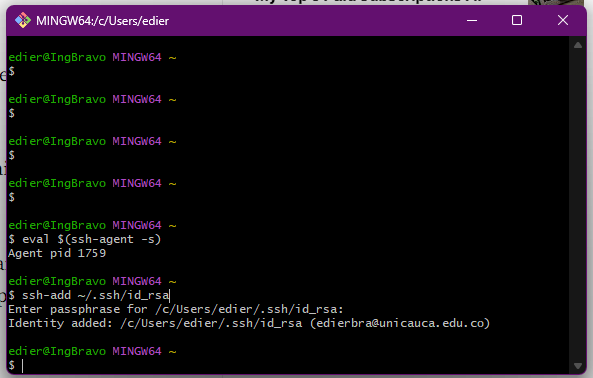 MINGW64:/c/Users/edier
edier@IngBravo MINGW64 ~
$
edier@IngBravo MINGW64 ~
$
edier@IngBravo MINGW64 ~
$
edier@IngBravo MINGW64 ~
$
edier@IngBravo MINGW64 ~
$ eval $(ssh-agent -s)
Agent pid 1759
edier@IngBravo MINGW64 ~
$ ssh-add ~/.ssh/id_rsa
Enter passphrase for /c/Users/edier/.ssh/id_rsa:
Identity added: /c/Users/edier/.ssh/id_rsa (edierbra@unicauca.edu.co)
edier@IngBravo MINGW64 ~
$